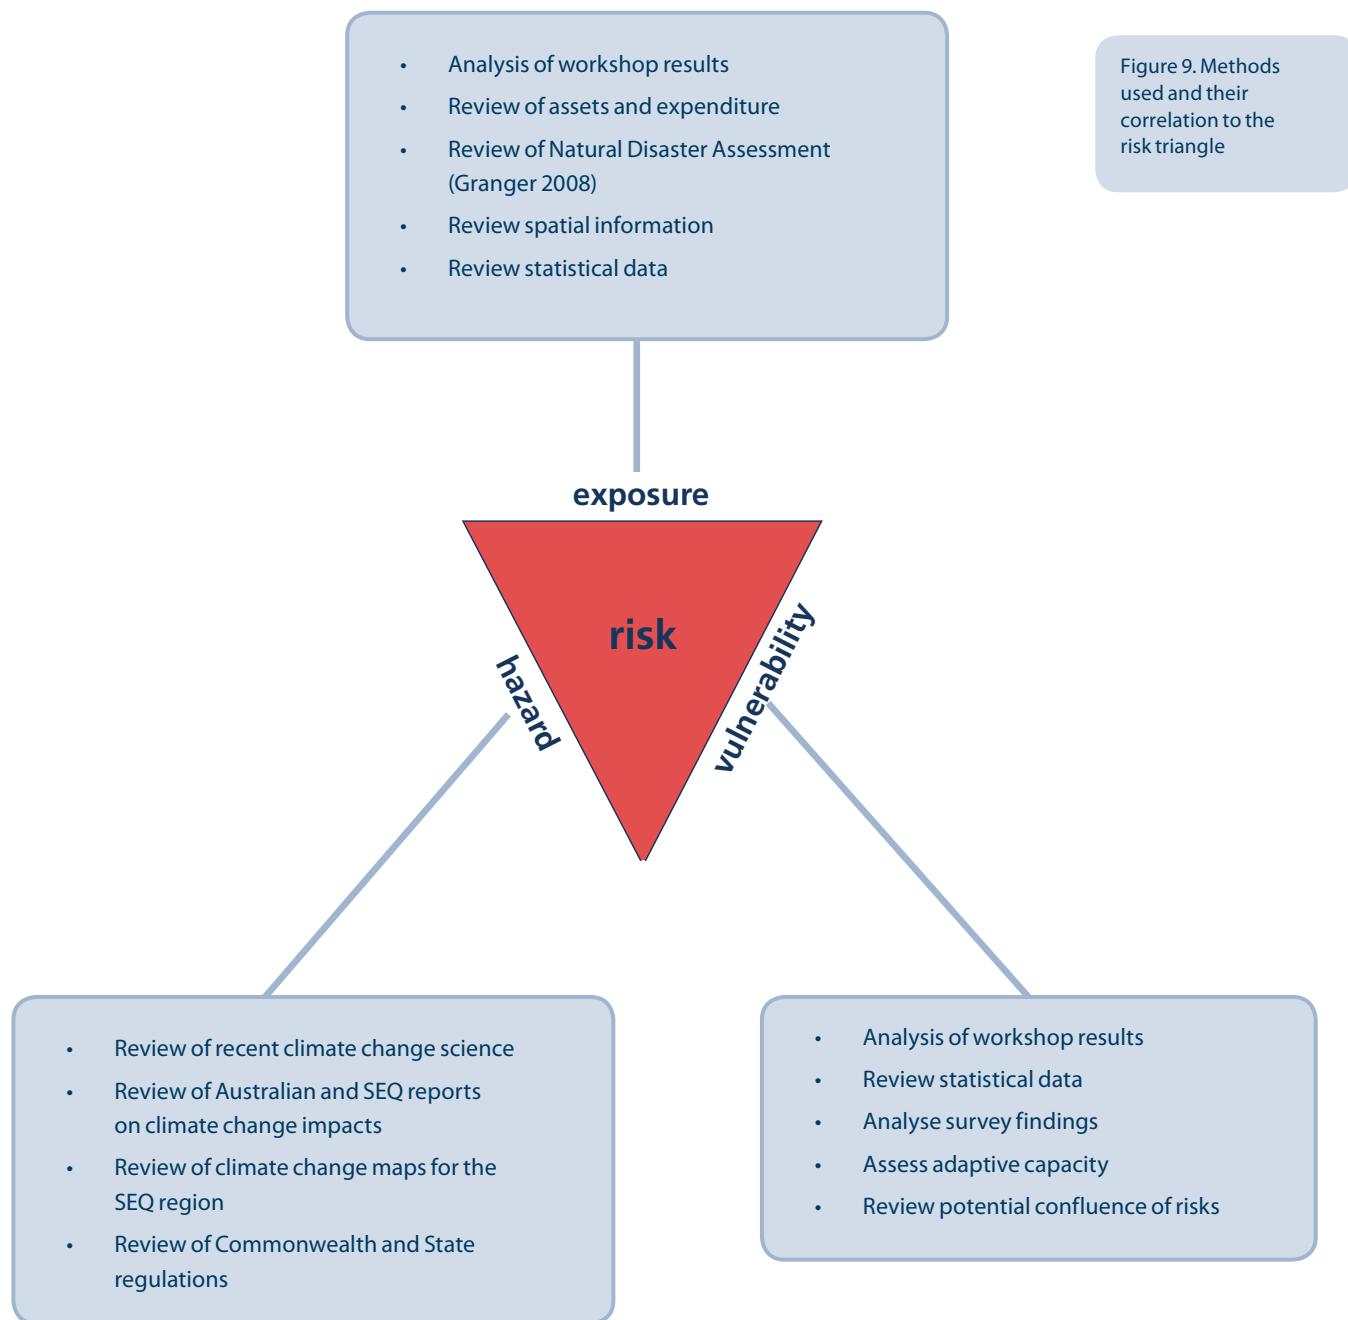 • Analysis of workshop results
• Review of assets and expenditure
• Review of Natural Disaster Assessment
(Granger 2008)
• Review spatial information
• Review statistical data
Figure 9. Methods
used and their
correlation to the
risk triangle
exposure
risk
hazard
vulnerability
• Review of recent climate change science
• Review of Australian and SEQ reports
on climate change impacts
• Review of climate change maps for the
SEQ region
• Review of Commonwealth and State
regulations
• Analysis of workshop results
• Review statistical data
• Analyse survey findings
• Assess adaptive capacity
• Review potential confluence of risks